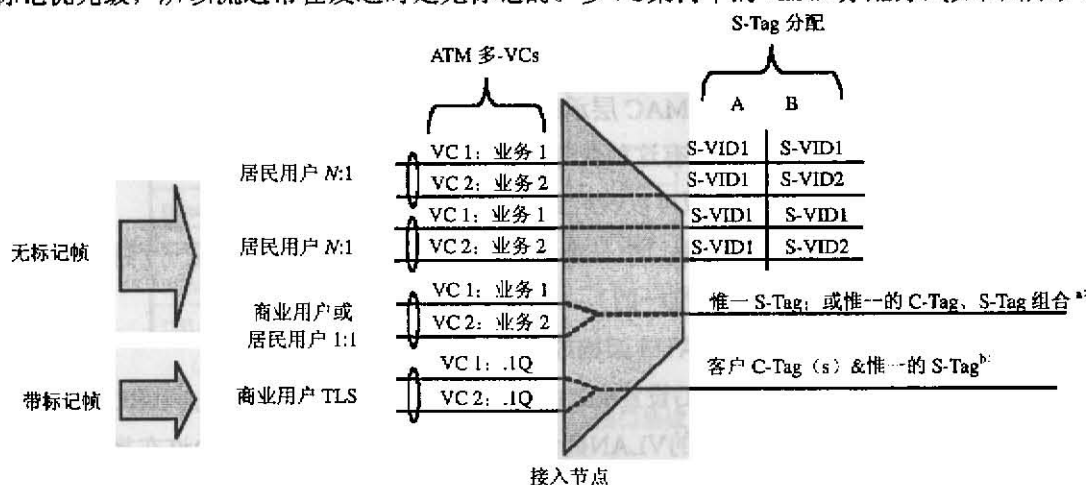 S-Tag 分配
ATM 多-VCs
A B
VC 1：业务 1 S-VID1 S-VID1
居民用户 N:1
VC 2：业务 2 S-VID1 S-VID2
VC 1：业务 1 S-VID1 S-VID1
居民用户 N:1
VC 2：业务 2 S-VID1 S-VID2
无标记帧
VC 1：业务 1
惟一 S-Tag；或惟一的 C-Tag、S-Tag 组合
商业用户或
VC 2：业务 2
居民用户 1:1
VC 1：.1Q
客户 C-Tag（s）&惟一的 S-Tag
带标记帧
商业用户 TLS
VC 2：.1Q
接入节点